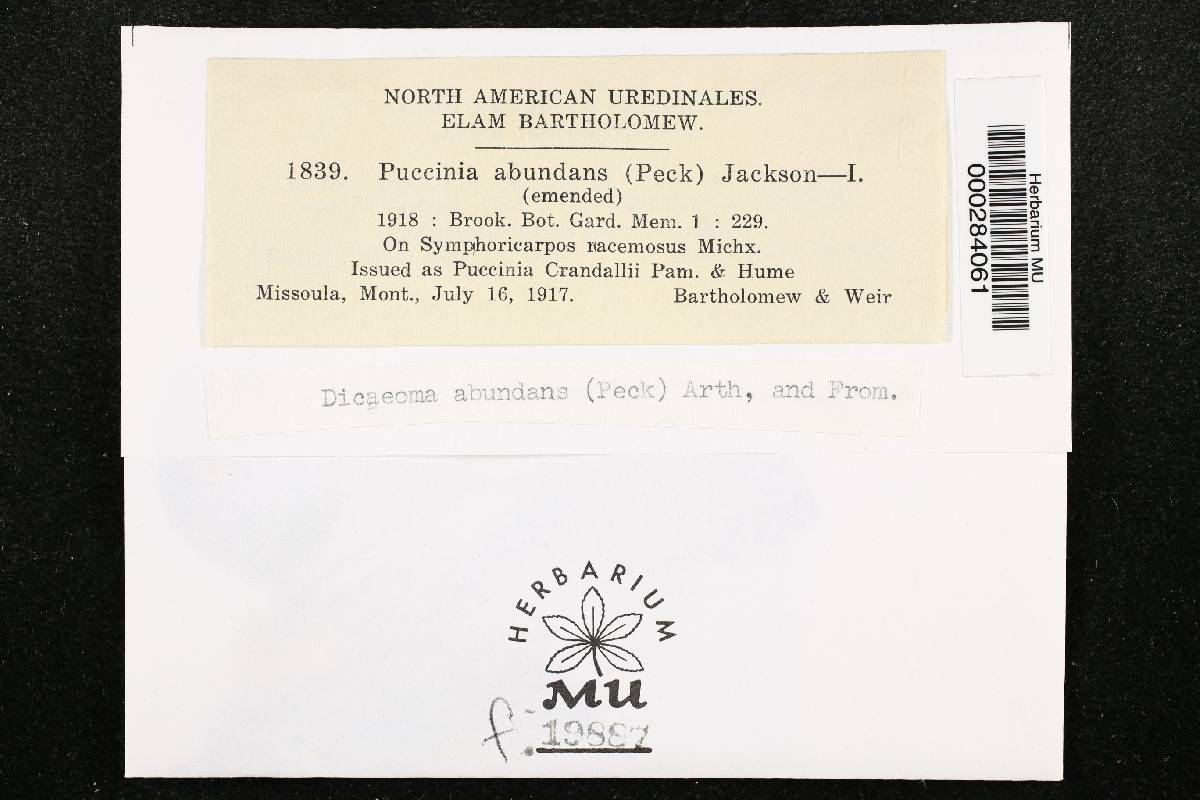 NORTH AMERICAN UREDINALES.
ELAM BARTHOLOMEW.
1839. Puccinia abundans (Peck) Jackson—I.
(emended)
1918 : Brook. Bot. Gard. Mem. 1 : 229.
On Symphoricarpos racemosus Michx.
Issued as Puccinia Crandallii Pam. & Hume
Missoula, Mont., July 16, 1917. Bartholomew & Weir
Herbarium MU
000284061
Dicaeoma abundans (Peck) Arth, and From.
HERBARIUM
MU
f. 19887